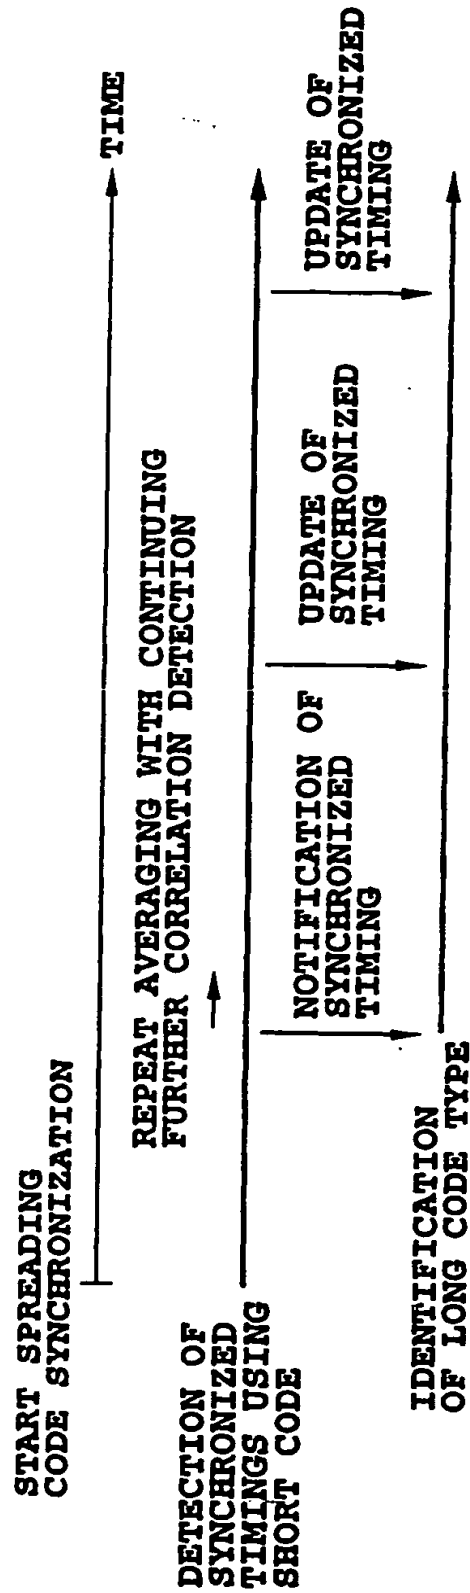 START SPREADING
CODE SYNCHRONIZATION
TIME
REPEAT AVERAGING WITH CONTINUING
FURTHER CORRELATION DETECTION
DETECTION OF
SYNCHRONIZED
TIMINGS USING
SHORT CODE
NOTIFICATION OF
SYNCHRONIZED
TIMING
UPDATE OF
SYNCHRONIZED
TIMING
UPDATE OF
SYNCHRONIZED
TIMING
IDENTIFICATION
OF LONG CODE TYPE